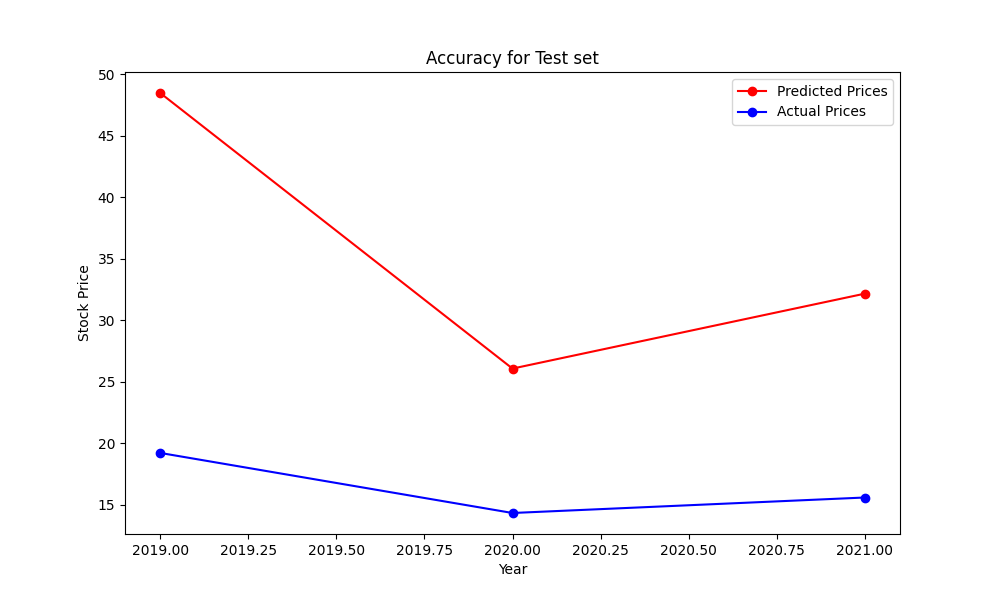 Accuracy for Test set
Predicted Prices
Actual Prices
Stock Price
50
45
40
35
30
25
20
15
2019.00 2019.25 2019.50 2019.75 2020.00 2020.25 2020.50 2020.75 2021.00
Year